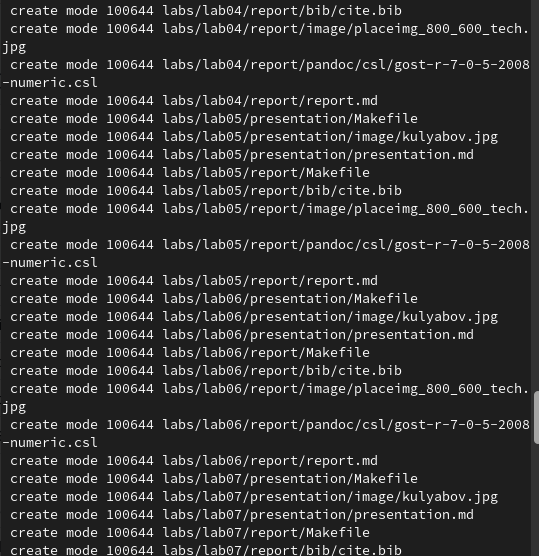 create mode 100644 labs/lab04/report/bib/cite.bib
create mode 100644 labs/lab04/report/image/placeimg_800_600_tech.
jpg
create mode 100644 labs/lab04/report/pandoc/csl/gost-r-7-0-5-2008
-numeric.csl
create mode 100644 labs/lab04/report/report.md
create mode 100644 labs/lab05/presentation/Makefile
create mode 100644 labs/lab05/presentation/image/kulyabov.jpg
create mode 100644 labs/lab05/presentation/presentation.md
create mode 100644 labs/lab05/report/Makefile
create mode 100644 labs/lab05/report/bib/cite.bib
create mode 100644 labs/lab05/report/image/placeimg_800_600_tech.
jpg
create mode 100644 labs/lab05/report/pandoc/csl/gost-r-7-0-5-2008
-numeric.csl
create mode 100644 labs/lab05/report/report.md
create mode 100644 labs/lab06/presentation/Makefile
create mode 100644 labs/lab06/presentation/image/kulyabov.jpg
create mode 100644 labs/lab06/presentation/presentation.md
create mode 100644 labs/lab06/report/Makefile
create mode 100644 labs/lab06/report/bib/cite.bib
create mode 100644 labs/lab06/report/image/placeimg_800_600_tech.
jpg
create mode 100644 labs/lab06/report/pandoc/csl/gost-r-7-0-5-2008
-numeric.csl
create mode 100644 labs/lab06/report/report.md
create mode 100644 labs/lab07/presentation/Makefile
create mode 100644 labs/lab07/presentation/image/kulyabov.jpg
create mode 100644 labs/lab07/presentation/presentation.md
create mode 100644 labs/lab07/report/Makefile
create mode 100644 labs/lab07/report/bib/cite.bib